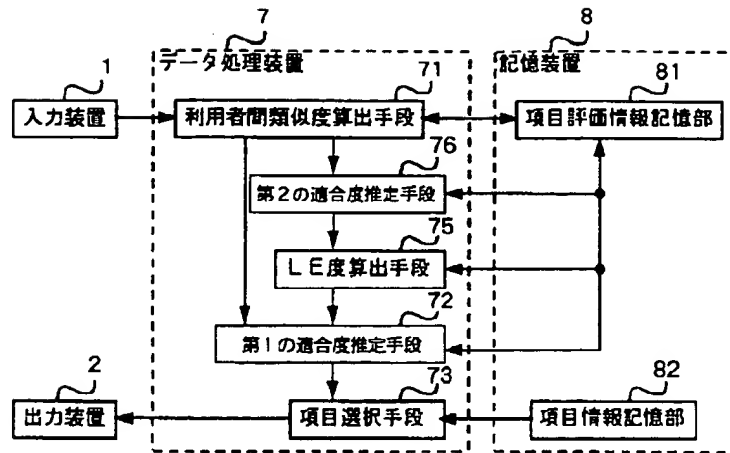 7
8
データ処理装置
記憶装置
1
71
81
入力装置
利用者間類似度算出手段
項目評価情報記憶部
76
第2の適合度推定手段
75
LE度算出手段
72
第1の適合度推定手段
2
73
82
出力装置
項目選択手段
項目情報記憶部